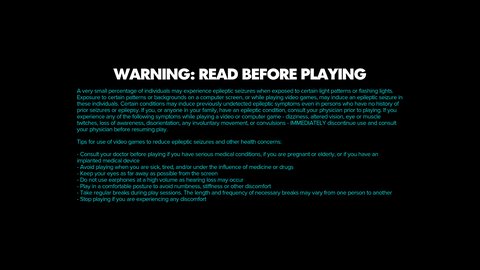 WARNING: READ BEFORE PLAYING
A very small percentage of individuals may experience epileptic seizures when exposed to certain light patterns or flashing lights.
Exposure to certain patterns or backgrounds on a computer screen, or while playing video games, may induce an epileptic seizure in
these individuals. Certain conditions may induce previously undetected epileptic symptoms even in persons who have no history of
prior seizures or epilepsy. If you, or anyone in your family, have an epileptic condition, consult your physician prior to playing. If you
experience any of the following symptoms while playing a video or computer game - dizziness, altered vision, eye or muscle
twitches, loss of awareness, disorientation, any involuntary movement, or convulsions - IMMEDIATELY discontinue use and consult
your physician before resuming play.
Tips for use of video games to reduce epileptic seizures and other health concerns:
- Consult your doctor before playing if you have serious medical conditions, if you are pregnant or elderly, or if you have an
implanted medical device
- Avoid playing when you are sick, tired, and/or under the influence of medicine or drugs
- Keep your eyes as far away as possible from the screen
- Do not use earphones at a high volume as hearing loss may occur
- Play in a comfortable posture to avoid numbness, stiffness or other discomfort
- Take regular breaks during play sessions. The length and frequency of necessary breaks may vary from one person to another
- Stop playing if you are experiencing any discomfort